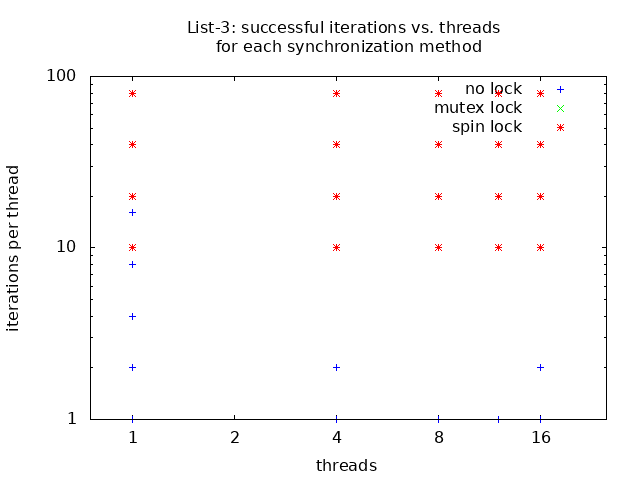 List-3: successful iterations vs. threads
for each synchronization method
100
no lock
mutex lock
spin lock
iterations per thread
10
1
1
2
4
8
16
threads